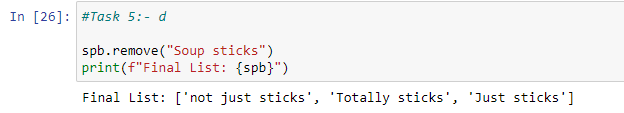 In [26]: #Task 5:- d
spb.remove("Soup sticks")
print(f"Final List: {spb}")
Final List: ['not just sticks', 'Totally sticks', 'Just sticks']